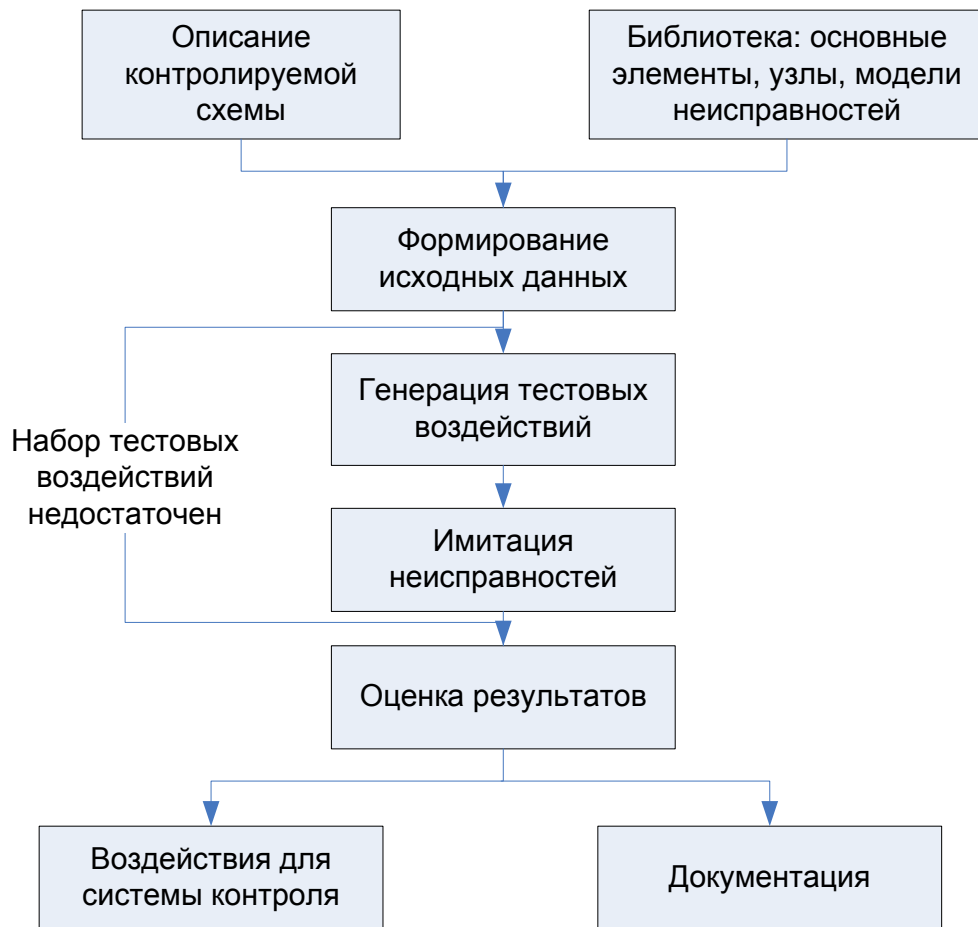 Описание
контролируемой
схемы
Библиотека: основные
элементы, узлы, модели
неисправностей
Формирование
исходных данных
Генерация тестовых
воздействий
Набор тестовых
воздействий
недостаточен
Имитация
неисправностей
Оценка результатов
Воздействия для
системы контроля
Документация